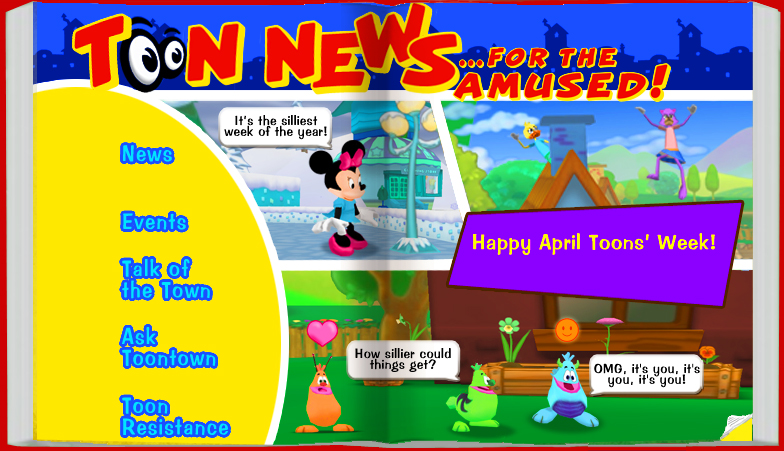 TOON NEWS
...FOR THE
AMUSED!
It's the silliest
week of the year!
News
Events
Talk of
the Town
Ask
Toontown
Toon
Resistance
Happy April Toons' Week!
How sillier could
things get?
OMG, it's you, it's
you, it's you!